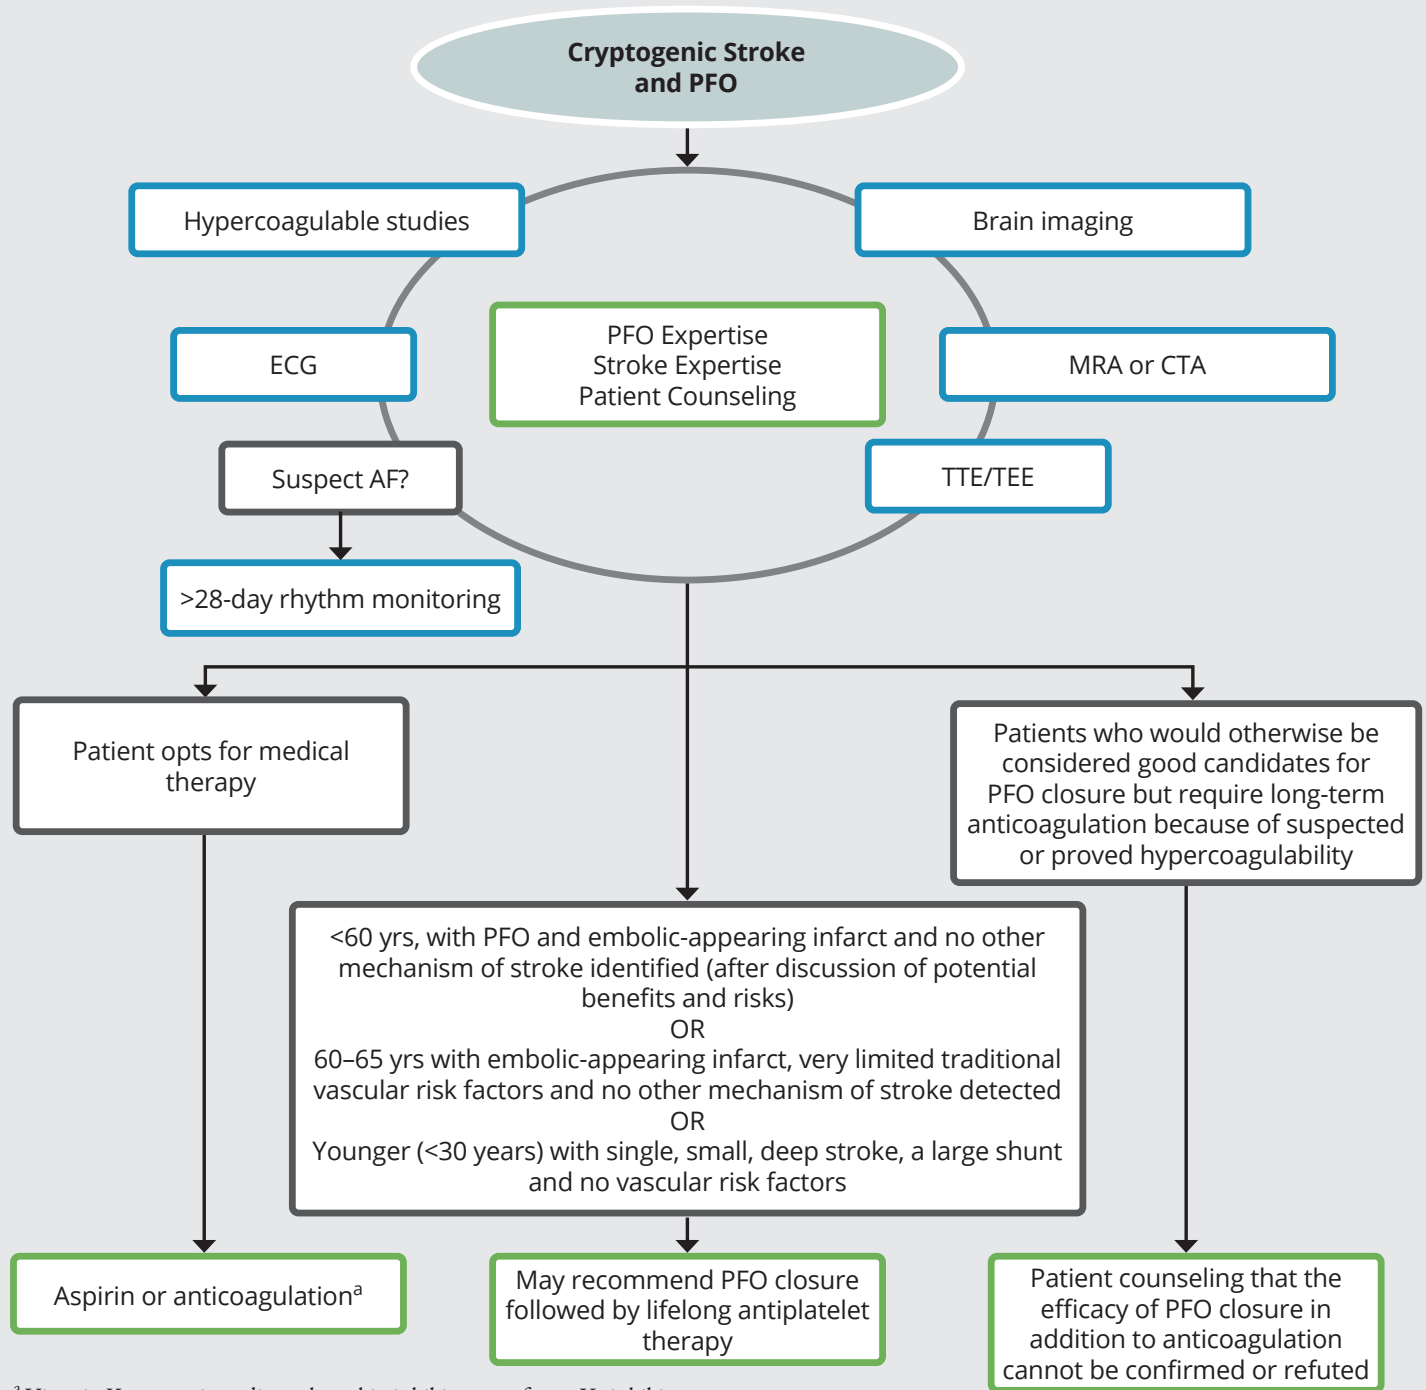 Cryptogenic Stroke
and PFO
Hypercoagulable studies
Brain imaging
PFO Expertise
Stroke Expertise
Patient Counseling
ECG
MRA or CTA
Suspect AF?
TTE/TEE
>28-day rhythm monitoring
Patient opts for medical
therapy
Patients who would otherwise be
considered good candidates for
PFO closure but require long-term
anticoagulation because of suspected
or proved hypercoagulability
<60 yrs, with PFO and embolic-appearing infarct and no other
mechanism of stroke identified (after discussion of potential
benefits and risks)
OR
60–65 yrs with embolic-appearing infarct, very limited traditional
vascular risk factors and no other mechanism of stroke detected
OR
Younger (<30 years) with single, small, deep stroke, a large shunt
and no vascular risk factors
Aspirin or anticoagulationᵃ
May recommend PFO closure
followed by lifelong antiplatelet
therapy
Patient counseling that the
efficacy of PFO closure in
addition to anticoagulation
cannot be confirmed or refuted